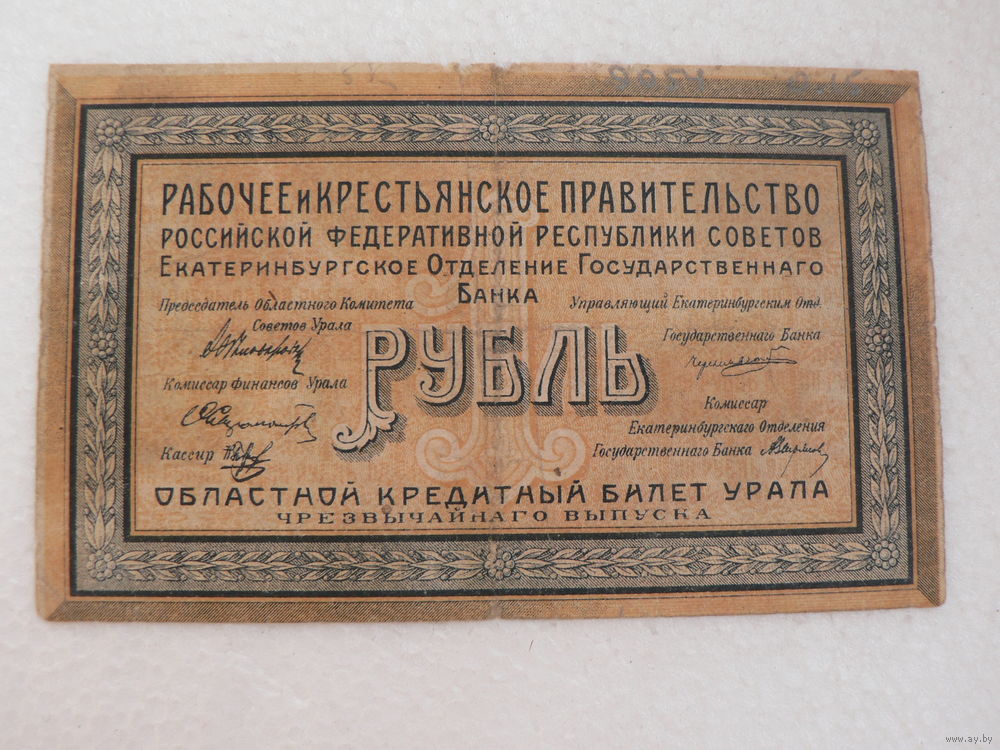 РАБОЧЕЕ и КРЕСТЬЯНСКОЕ ПРАВИТЕЛЬСТВО
РОССИЙСКОЙ ФЕДЕРАТИВНОЙ РЕСПУБЛИКИ СОВЕТОВ
ЕКАТЕРИНБУРГСКОЕ ОТДЕЛЕНИЕ ГОСУДАРСТВЕННАГО
БАНКА
Председатель Областного Комитета
Советов Урала
Управляющий Екатеринбургским Отд.
Государственнаго Банка
1
РУБЛЬ
Комиссар Финансов Урала
Комиссар
Екатеринбургскаго Отделения
Государственнаго Банка
Кассир
ОБЛАСТНОЙ КРЕДИТНЫЙ БИЛЕТ УРАЛА
ЧРЕЗВЫЧАЙНАГО ВЫПУСКА
www.ay.by